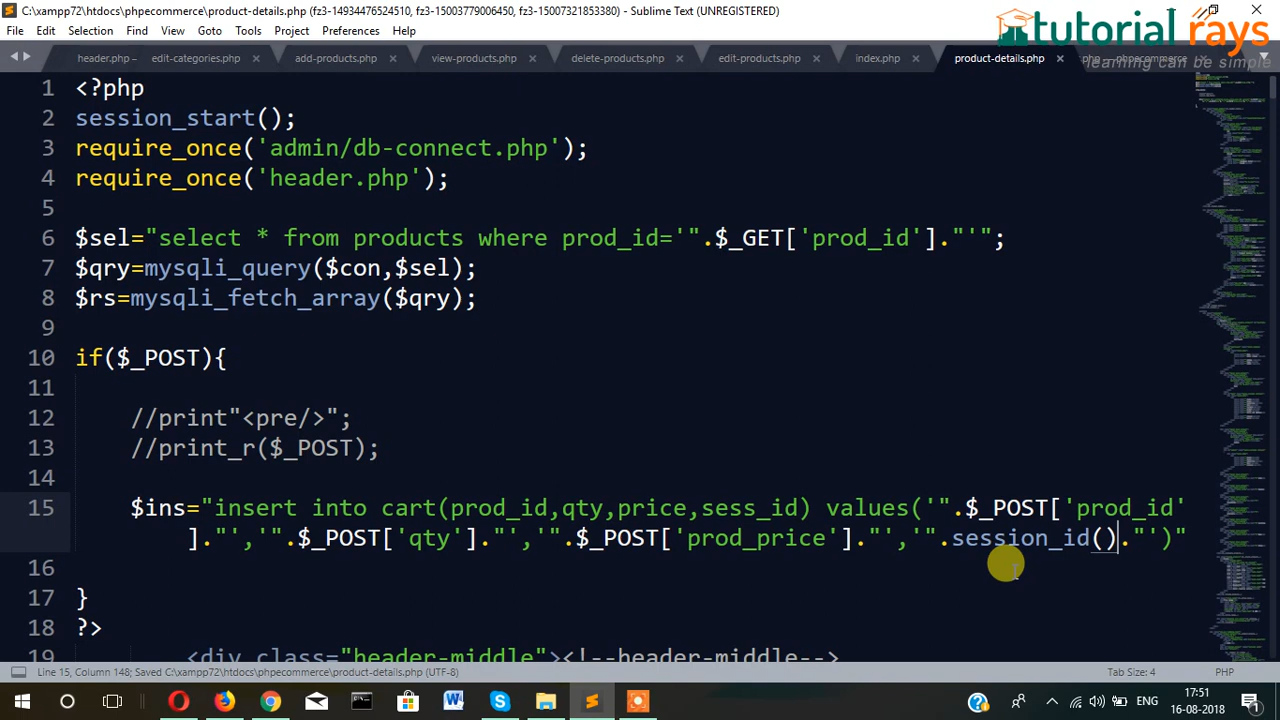 C:\xampp72\htdocs\phpecommerce\product-details.php (fz3-14934476524510, fz3-15003779006450, fz3-15007321853380) - Sublime Text (UNREGISTERED)
tutorial rays
learning can be simple
File Edit Selection Find View Goto Tools Project Preferences Help
header.php – edit-categories.php add-products.php view-products.php delete-products.php edit-products.php index.php product-details.php php – phpecommerce
1 <?php
2 session_start();
3 require_once('admin/db-connect.php');
4 require_once('header.php');
5
6 $sel="select * from products where prod_id='".$_GET['prod_id']."'";
7 $qry=mysqli_query($con,$sel);
8 $rs=mysqli_fetch_array($qry);
9
10 if($_POST){
11
12 //print"<pre/>";
13 //print_r($_POST);
14
15 $ins="insert into cart(prod_id,qty,price,sess_id) values('".$_POST['prod_id'
]."','".$_POST['qty']."','".$_POST['prod_price']."','".session_id()."')"
16
17 }
18 ?>
19 <div class="header-middle"><!--header-middle-->
Line 15, Column 148; Saved C:\xampp72\htdocs\phpecommerce\product-details.php (UTF-8) Tab Size: 4 PHP
ENG
17:51
16-08-2018
1